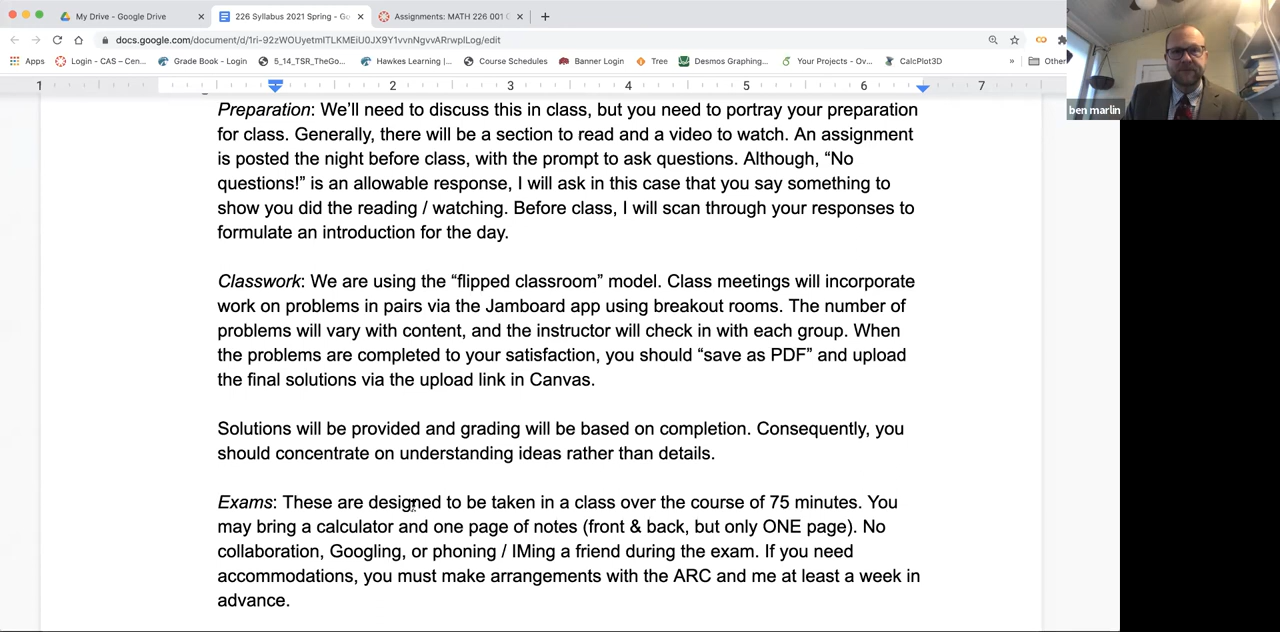 My Drive - Google Drive
226 Syllabus 2021 Spring - Go
Assignments: MATH 226 001
docs.google.com/document/d/1ri-92zWOUyetmITLKMEiU0JX9Y1vvnNgvvARrwplLog/edit
Apps
Login - CAS – Cen...
Grade Book - Login
5_14_TSR_TheGo...
Hawkes Learning |...
Course Schedules
Banner Login
Tree
Desmos Graphing...
Your Projects - Ov...
CalcPlot3D
»
Other
ben marlin
1 2 3 4 5 6 7
Preparation: We’ll need to discuss this in class, but you need to portray your preparation
for class. Generally, there will be a section to read and a video to watch. An assignment
is posted the night before class, with the prompt to ask questions. Although, “No
questions!” is an allowable response, I will ask in this case that you say something to
show you did the reading / watching. Before class, I will scan through your responses to
formulate an introduction for the day.
Classwork: We are using the “flipped classroom” model. Class meetings will incorporate
work on problems in pairs via the Jamboard app using breakout rooms. The number of
problems will vary with content, and the instructor will check in with each group. When
the problems are completed to your satisfaction, you should “save as PDF” and upload
the final solutions via the upload link in Canvas.
Solutions will be provided and grading will be based on completion. Consequently, you
should concentrate on understanding ideas rather than details.
Exams: These are designed to be taken in a class over the course of 75 minutes. You
may bring a calculator and one page of notes (front & back, but only ONE page). No
collaboration, Googling, or phoning / IMing a friend during the exam. If you need
accommodations, you must make arrangements with the ARC and me at least a week in
advance.